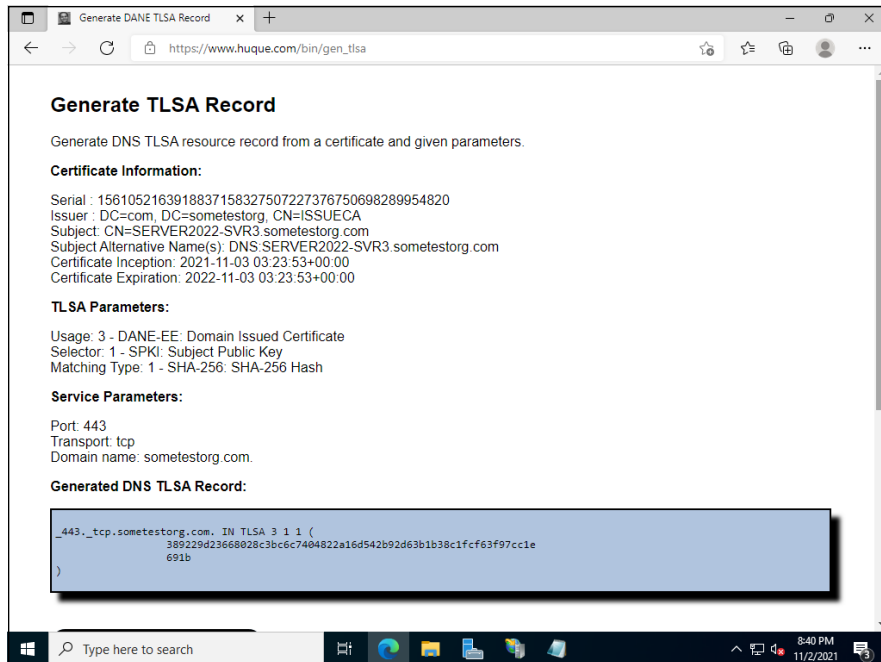 Generate DANE TLSA Record
https://www.huque.com/bin/gen_tlsa
Generate TLSA Record
Generate DNS TLSA resource record from a certificate and given parameters.
Certificate Information:
Serial : 156105216391883715832750722737676750698289954820
Issuer : DC=com, DC=sometestorg, CN=ISSUECA
Subject: CN=SERVER2022-SVR3.sometestorg.com
Subject Alternative Name(s): DNS:SERVER2022-SVR3.sometestorg.com
Certificate Inception: 2021-11-03 03:23:53+00:00
Certificate Expiration: 2022-11-03 03:23:53+00:00
TLSA Parameters:
Usage: 3 - DANE-EE: Domain Issued Certificate
Selector: 1 - SPKI: Subject Public Key
Matching Type: 1 - SHA-256: SHA-256 Hash
Service Parameters:
Port: 443
Transport: tcp
Domain name: sometestorg.com.
Generated DNS TLSA Record:
_443._tcp.sometestorg.com. IN TLSA 3 1 1 (
389229d23668028c3bc6c7404822a16d542b92d63b1b38c1fcf63f97cc1e
691b
)
Type here to search
8:40 PM
11/2/2021
3